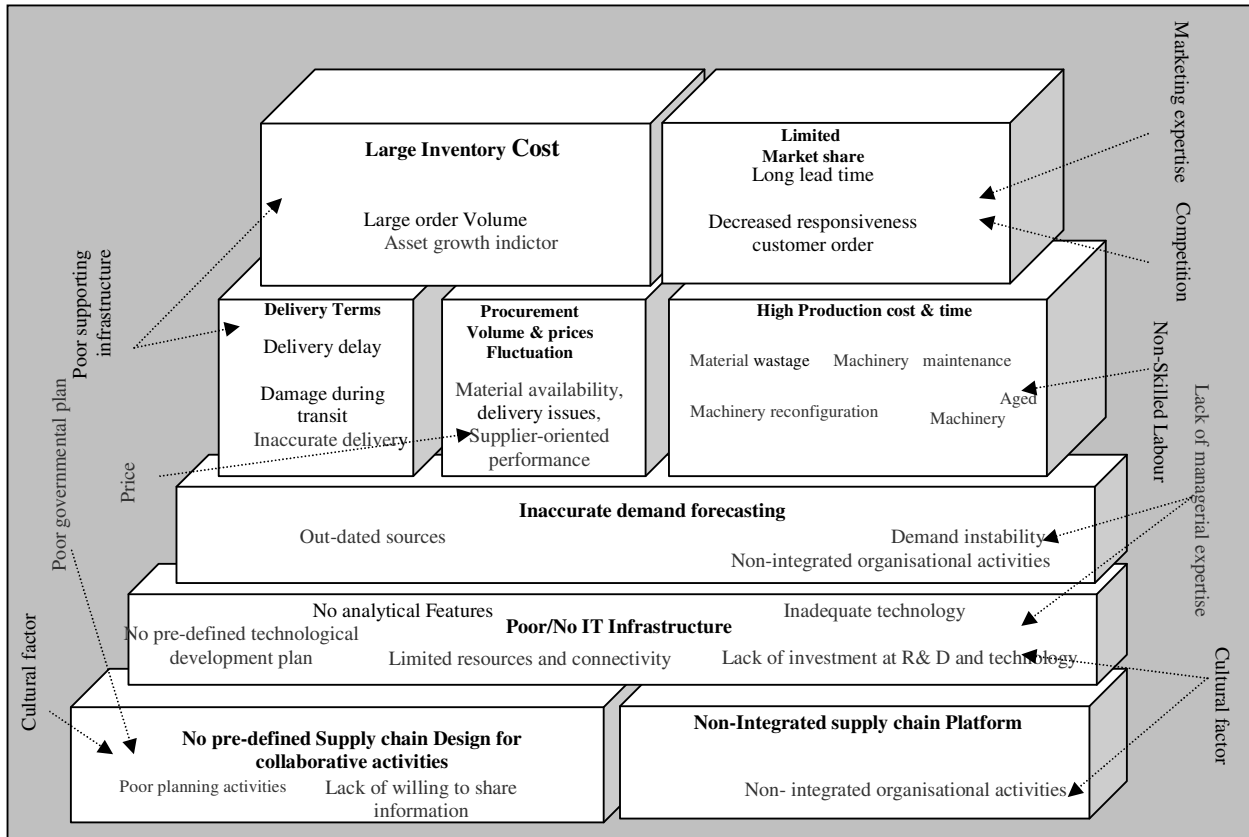 Large Inventory Cost
Large order Volume
Asset growth indictor
Limited
Market share
Long lead time
Decreased responsiveness
customer order
Marketing expertise
Competition
Poor supporting
infrastructure
Delivery Terms
Delivery delay
Damage during
transit
Inaccurate delivery
Procurement
Volume & prices
Fluctuation
Material availability,
delivery issues,
Supplier-oriented
performance
High Production cost & time
Material wastage Machinery maintenance
Machinery reconfiguration
Aged
Machinery
Non-Skilled Labour
Poor governmental plan
Price
Lack of managerial expertise
Inaccurate demand forecasting
Out-dated sources
Demand instability
Non-integrated organisational activities
No analytical Features
Inadequate technology
Poor/No IT Infrastructure
No pre-defined technological
development plan
Limited resources and connectivity
Lack of investment at R& D and technology
Cultural factor
Cultural factor
No pre-defined Supply chain Design for
collaborative activities
Poor planning activities
Lack of willing to share
information
Non-Integrated supply chain Platform
Non- integrated organisational activities